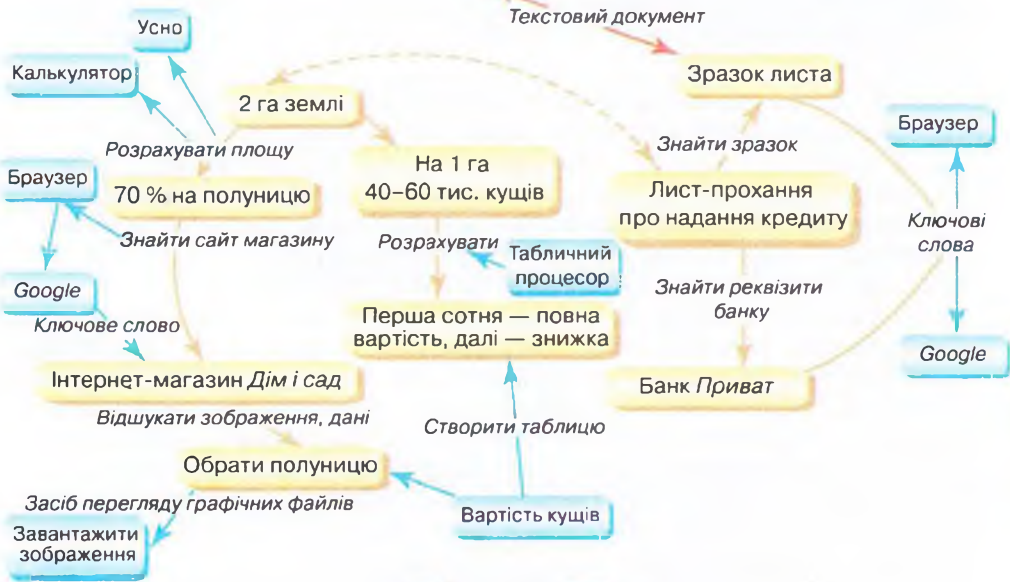 Текстовий документ
Усно
Калькулятор
2 га землі
Зразок листа
Розрахувати площу
Знайти зразок
Браузер
Браузер
70 % на полуницю
На 1 га
40–60 тис. кущів
Лист-прохання
про надання кредиту
Знайти сайт магазину
Розрахувати
Табличний
процесор
Ключові
слова
Google
Ключове слово
Знайти реквізити
банку
Перша сотня — повна
вартість, далі — знижка
Google
Інтернет-магазин Дім і сад
Банк Приват
Відшукати зображення, дані
Створити таблицю
Обрати полуницю
Засіб перегляду графічних файлів
Вартість кущів
Завантажити
зображення